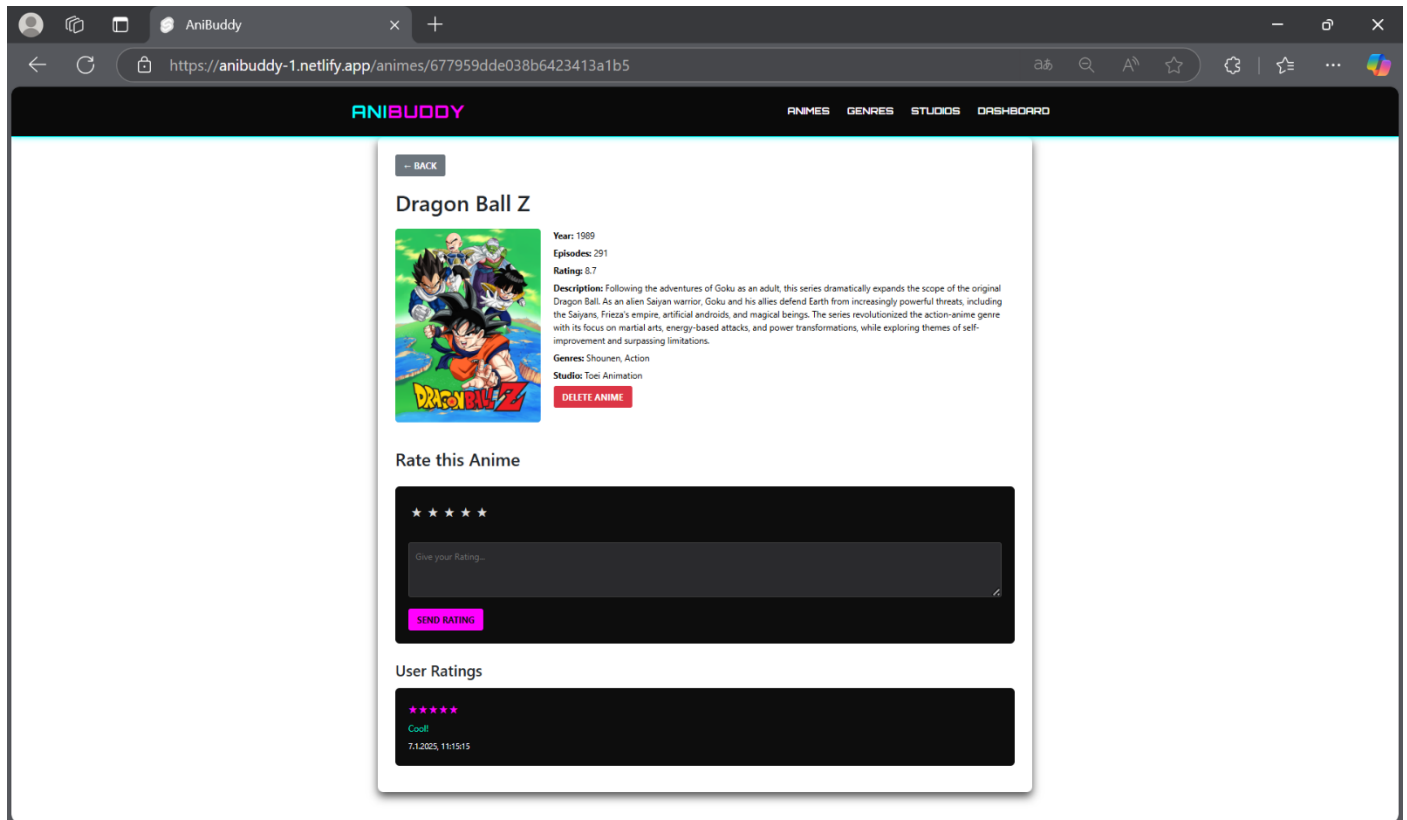 AniBuddy
https://anibuddy-1.netlify.app/animes/677959dde038b6423413a1b5
ANIBUDDY
ANIMES GENRES STUDIOS DASHBOARD
← BACK
Dragon Ball Z
DRAGON BALL Z
Year: 1989
Episodes: 291
Rating: 8.7
Description: Following the adventures of Goku as an adult, this series dramatically expands the scope of the original
Dragon Ball. As an alien Saiyan warrior, Goku and his allies defend Earth from increasingly powerful threats, including
the Saiyans, Frieza's empire, artificial androids, and magical beings. The series revolutionized the action-anime genre
with its focus on martial arts, energy-based attacks, and power transformations, while exploring themes of self-
improvement and surpassing limitations.
Genres: Shounen, Action
Studio: Toei Animation
DELETE ANIME
Rate this Anime
★ ★ ★ ★ ★
Give your Rating...
SEND RATING
User Ratings
★★★★★
Cool!
7.1.2025, 11:15:15